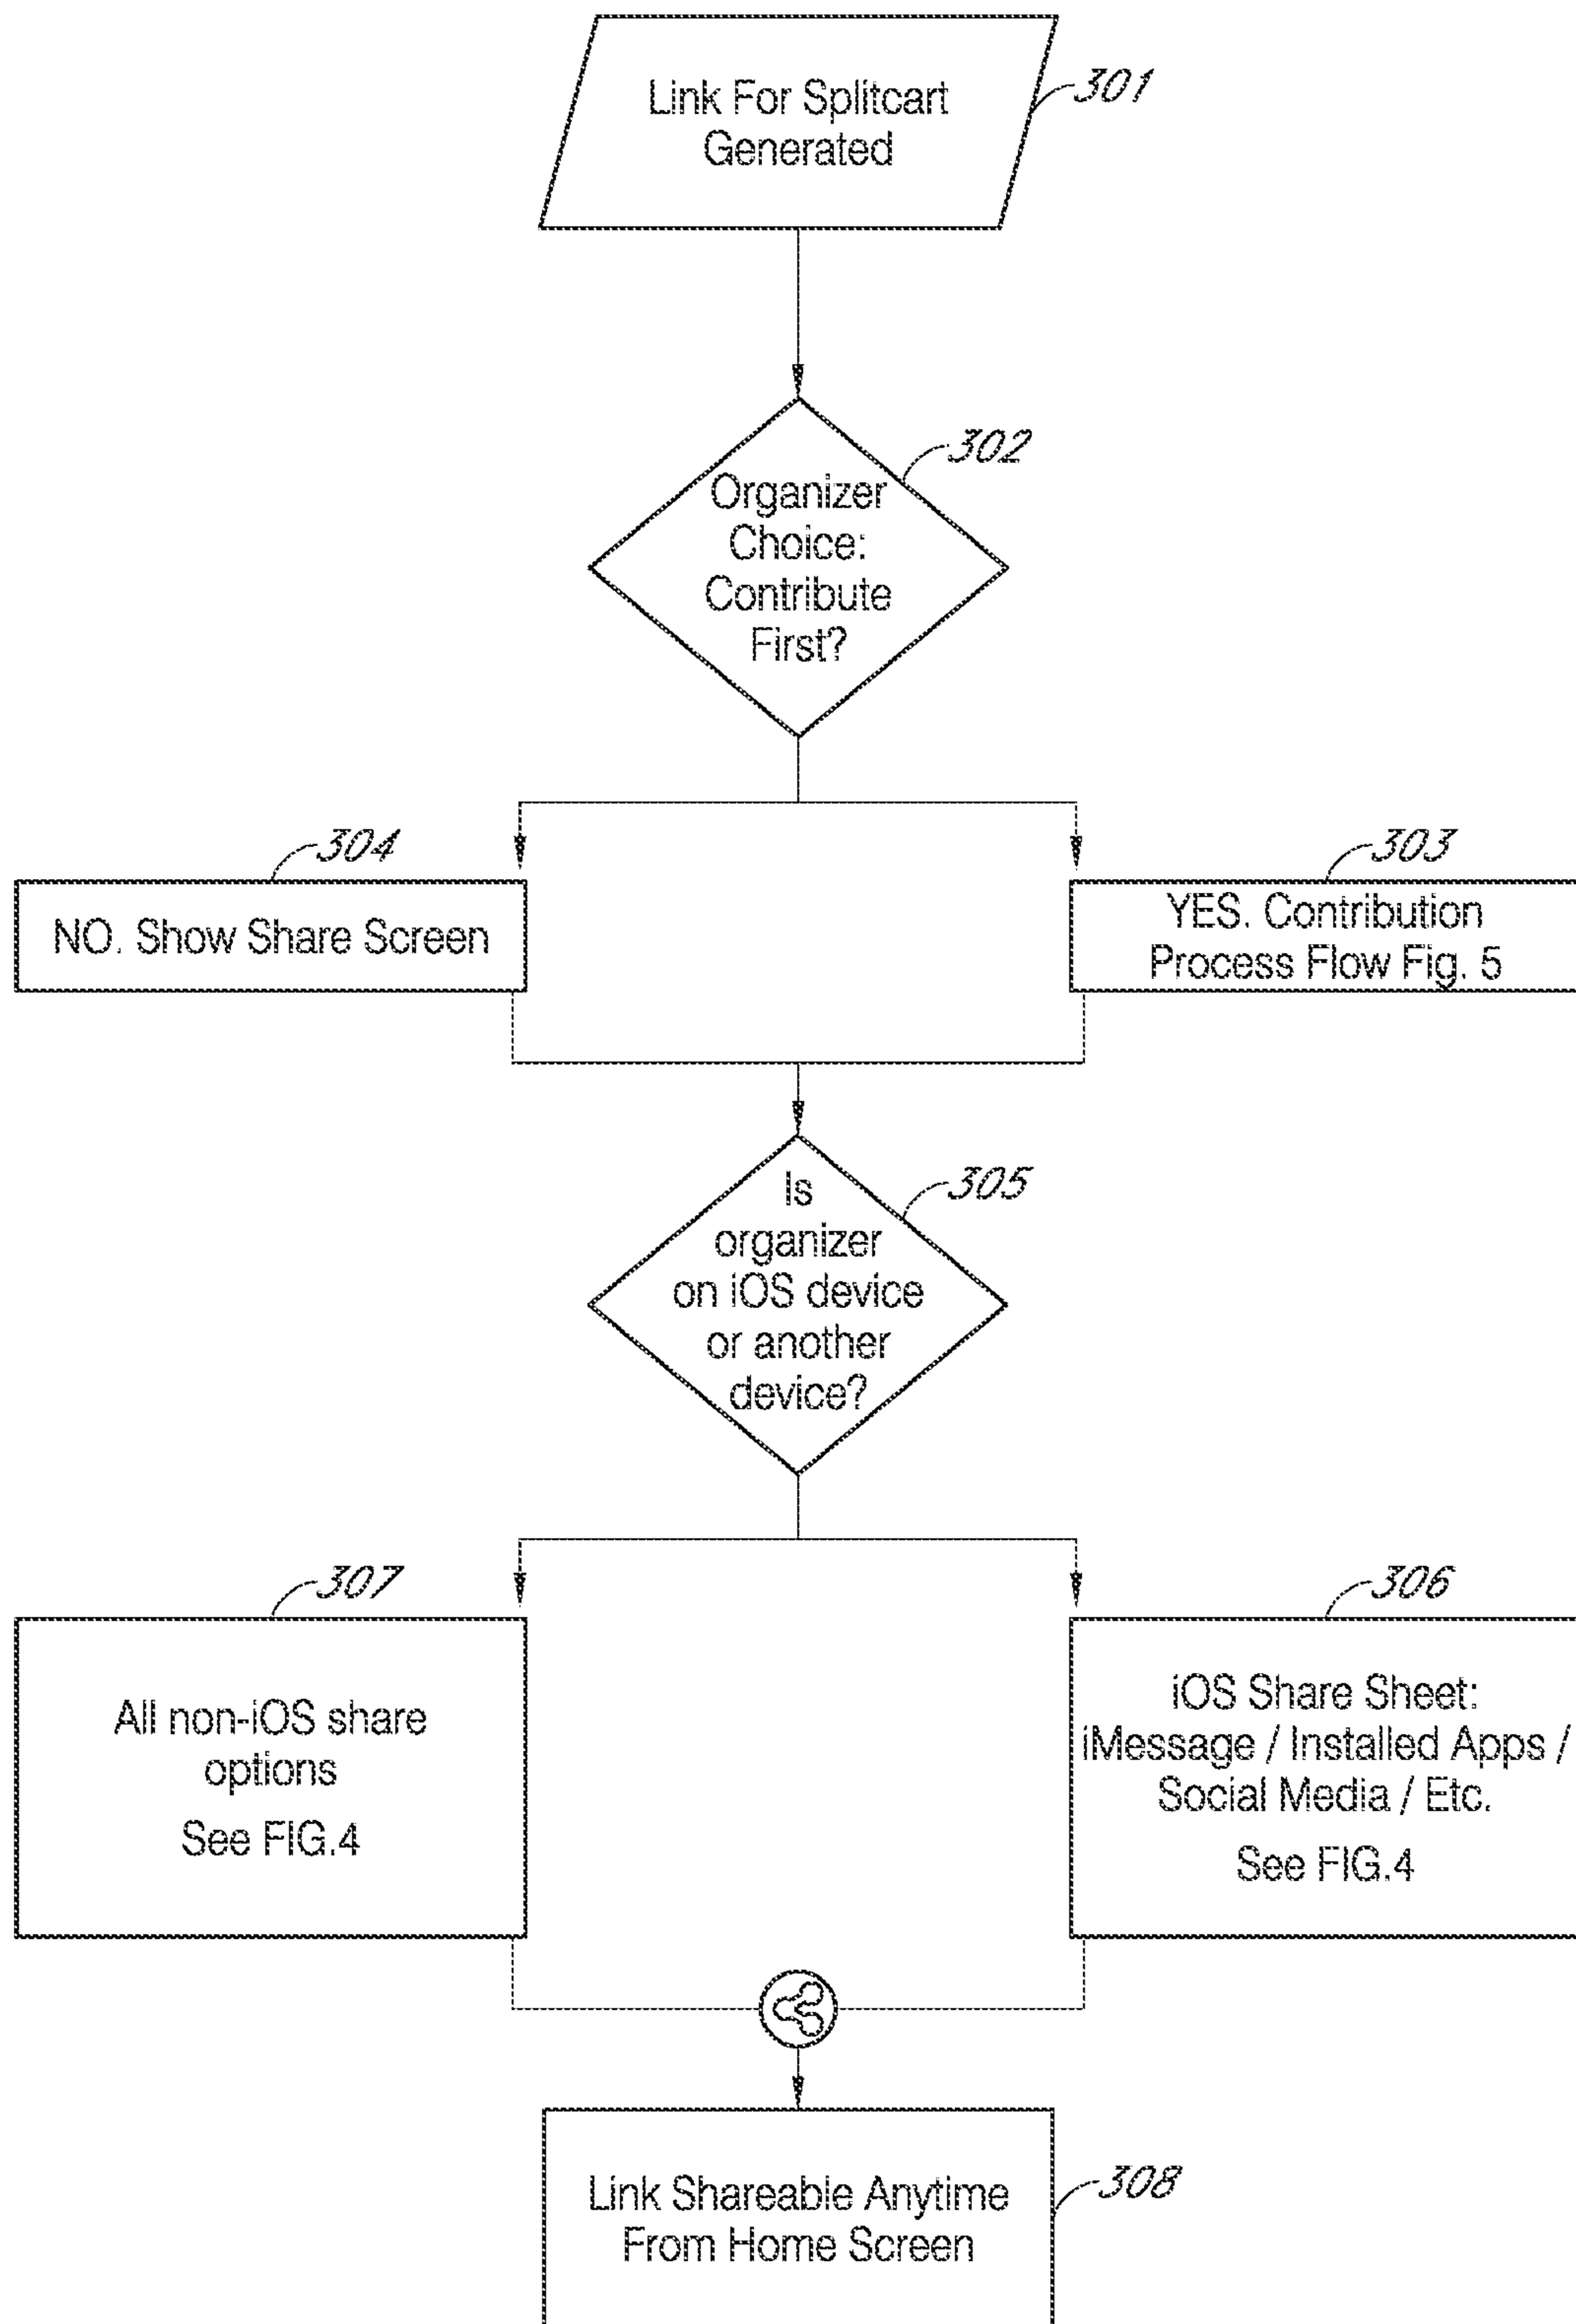 Link For Splitcart
Generated
301
302
Organizer
Choice:
Contribute
First?
304
NO. Show Share Screen
303
YES. Contribution
Process Flow Fig. 5
305
Is
organizer
on iOS device
or another
device?
307
All non-iOS share
options
See FIG.4
306
iOS Share Sheet:
iMessage / Installed Apps /
Social Media / Etc.
See FIG.4
308
Link Shareable Anytime
From Home Screen